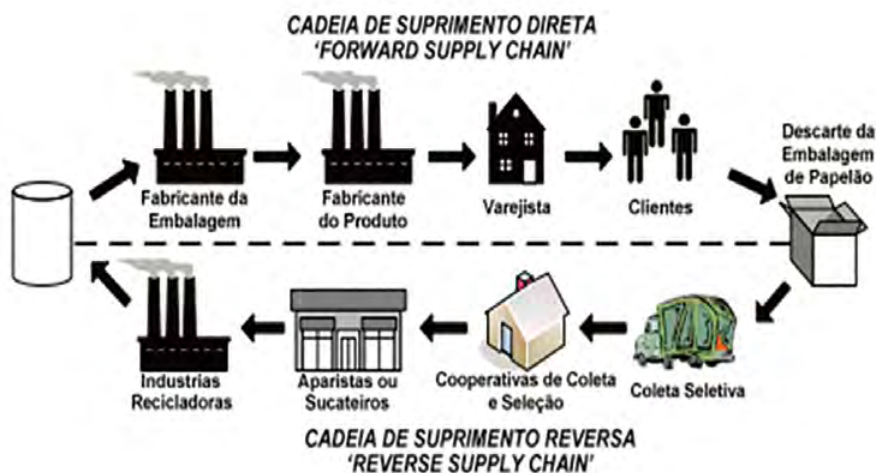 CADEIA DE SUPRIMENTO DIRETA
'FORWARD SUPPLY CHAIN'
Fabricante da
Embalagem
Fabricante
do Produto
Varejista
Clientes
Descarte da
Embalagem
de Papelão
Industrias
Recicladoras
Aparistas ou
Sucateiros
Cooperativas de Coleta
e Seleção
Coleta Seletiva
CADEIA DE SUPRIMENTO REVERSA
'REVERSE SUPPLY CHAIN'